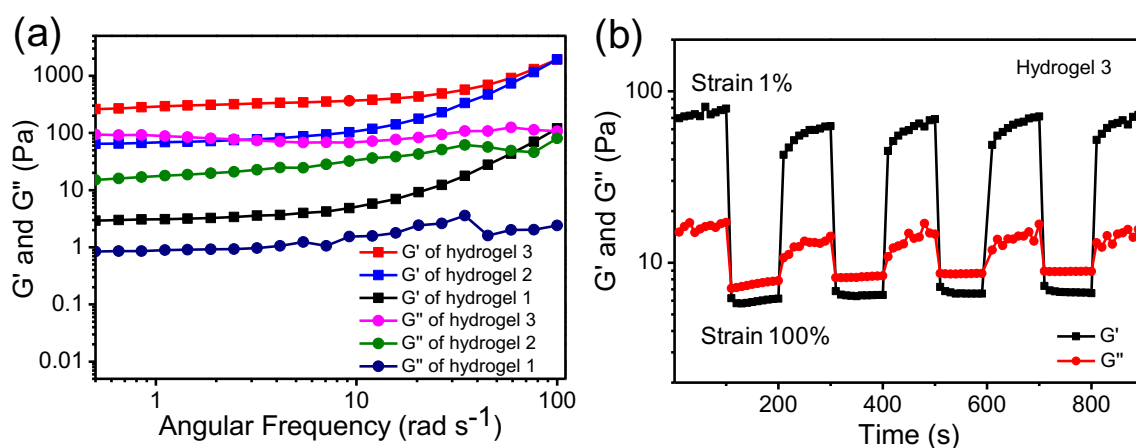 (a)
G' and G'' (Pa)
1000
100
10
1
0.1
0.01
G' of hydrogel 3
G' of hydrogel 2
G' of hydrogel 1
G'' of hydrogel 3
G'' of hydrogel 2
G'' of hydrogel 1
1
10
100
Angular Frequency (rad s⁻¹)
(b)
G' and G'' (Pa)
100
10
Strain 1%
Hydrogel 3
Strain 100%
G'
G''
200
400
600
800
Time (s)